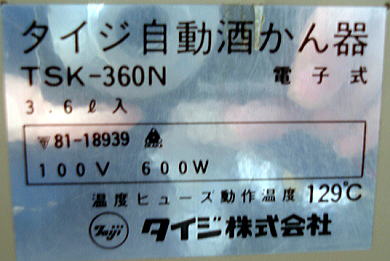 タイジ自動酒かん器
TSK-360N 電子式
3.6ℓ入
▽81-18939
100V 600W
温度ヒューズ動作温度 129℃
Taiji タイジ株式会社